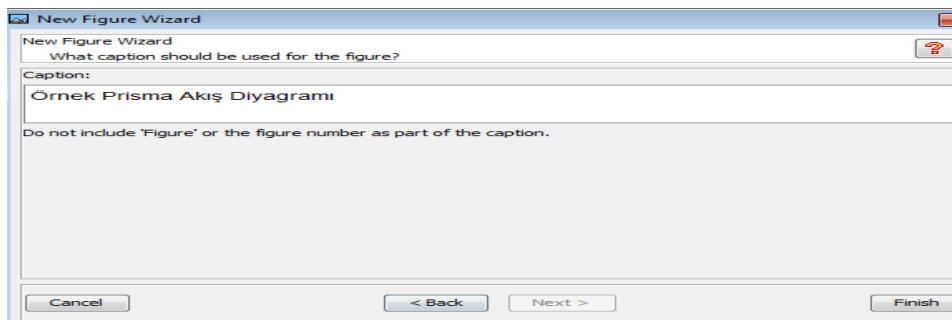 New Figure Wizard
New Figure Wizard
What caption should be used for the figure?
Caption:
Örnek Prisma Akış Diyagramı
Do not include 'Figure' or the figure number as part of the caption.
Cancel < Back Next > Finish